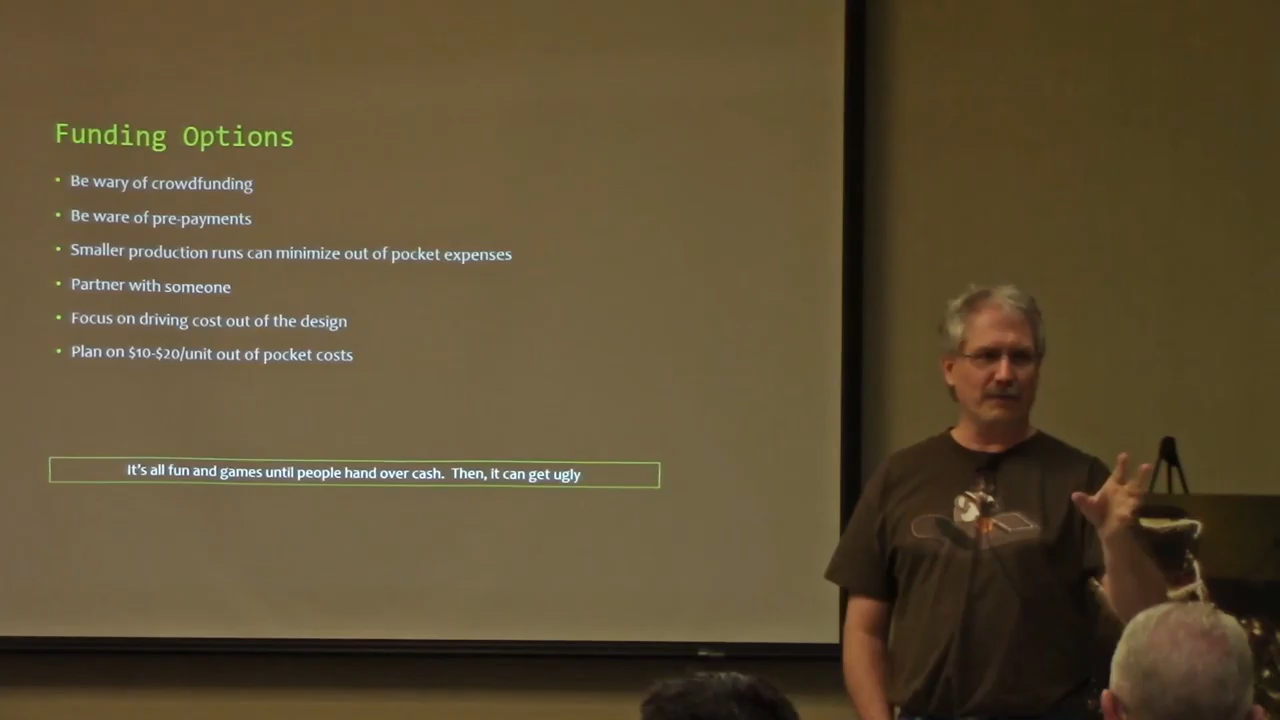 Funding Options
• Be wary of crowdfunding
• Be ware of pre-payments
• Smaller production runs can minimize out of pocket expenses
• Partner with someone
• Focus on driving cost out of the design
• Plan on $10-$20/unit out of pocket costs
It's all fun and games until people hand over cash.  Then, it can get ugly